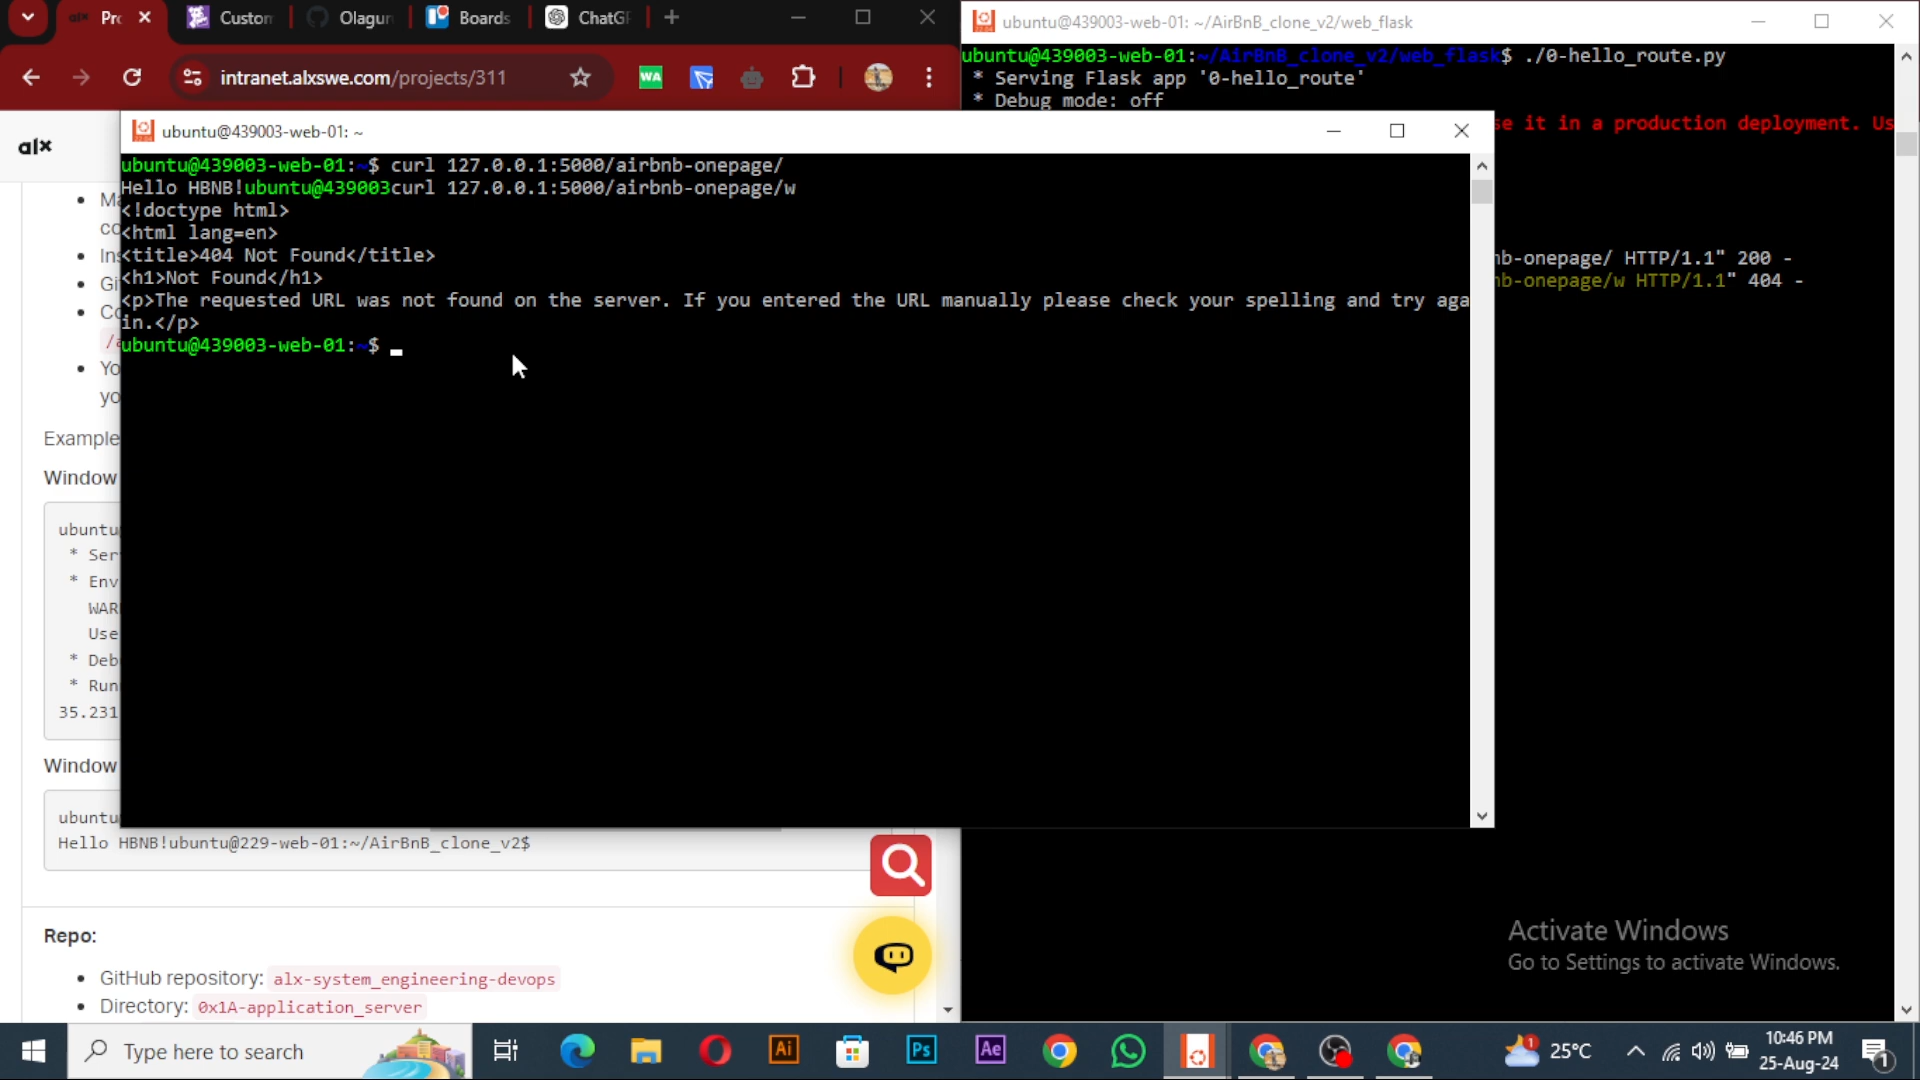 Pro
Custom
Olagun
Boards
ChatGP
intranet.alxswe.com/projects/311
WA
alx
Example
Window
ubuntu
* Ser
* Env
WAR
Use
* Deb
* Run
35.231
Window
ubuntu
Hello HBNB!ubuntu@229-web-01:~/AirBnB_clone_v2$
Repo:
GitHub repository: alx-system_engineering-devops
Directory: 0x1A-application_server
ubuntu@439003-web-01: ~
ubuntu@439003-web-01:~$ curl 127.0.0.1:5000/airbnb-onepage/
Hello HBNB!ubuntu@439003curl 127.0.0.1:5000/airbnb-onepage/w
<!doctype html>
<html lang=en>
<title>404 Not Found</title>
<h1>Not Found</h1>
<p>The requested URL was not found on the server. If you entered the URL manually please check your spelling and try aga
in.</p>
ubuntu@439003-web-01:~$
ubuntu@439003-web-01: ~/AirBnB_clone_v2/web_flask
ubuntu@439003-web-01:~/AirBnB_clone_v2/web_flask$ ./0-hello_route.py
* Serving Flask app '0-hello_route'
* Debug mode: off
se it in a production deployment. Us
nb-onepage/ HTTP/1.1" 200 -
nb-onepage/w HTTP/1.1" 404 -
Activate Windows
Go to Settings to activate Windows.
Type here to search
Ai
Ps
Ae
1
25°C
10:46 PM
25-Aug-24
1